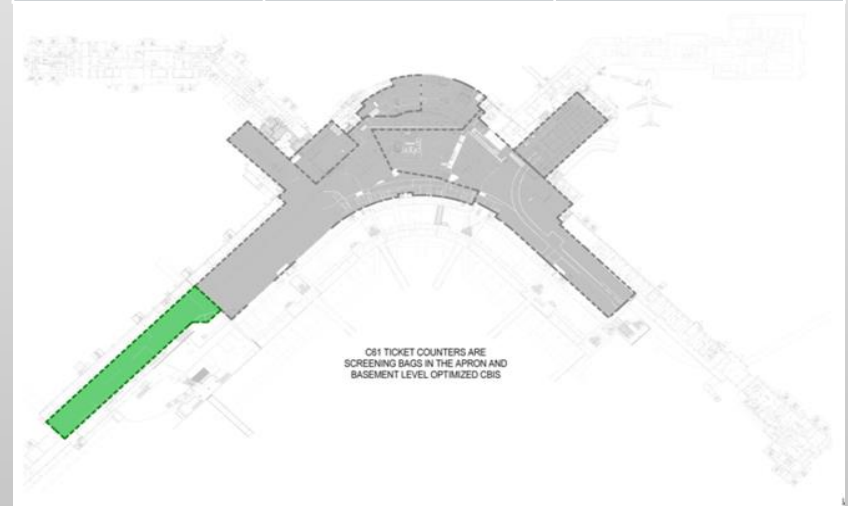 C61 TICKET COUNTERS ARE
SCREENING BAGS IN THE APRON AND
BASEMENT LEVEL OPTIMIZED CBIS